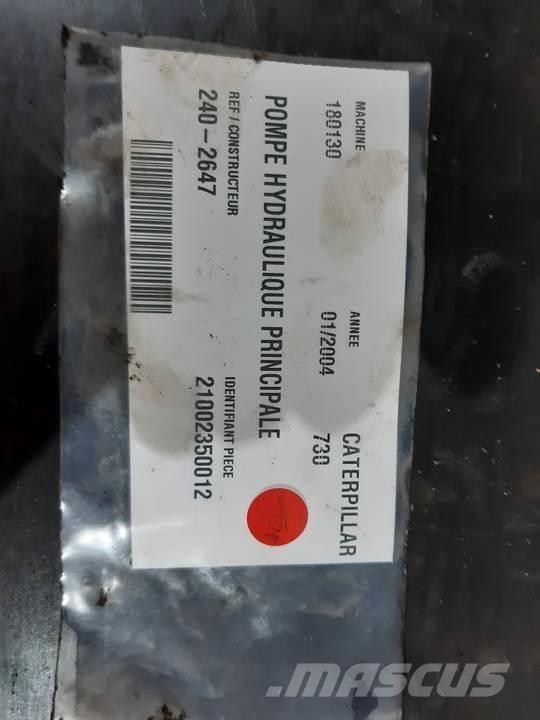 MACHINE ANNEE CATERPILLAR
180130 01/2004 730
POMPE HYDRAULIQUE PRINCIPALE
REF / CONSTRUCTEUR IDENTIFIANT PIECE
240-2647 21002350012
MASCUS